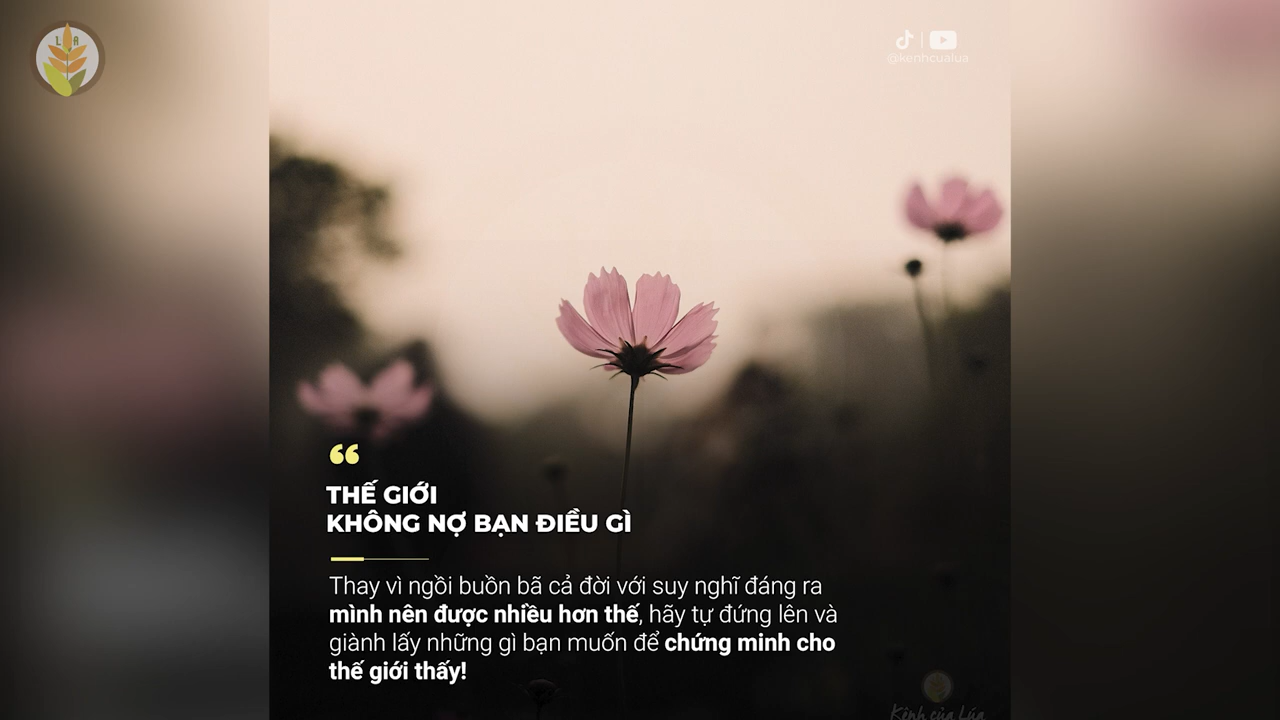 L A
@kenhcualua
“
THẾ GIỚI
KHÔNG NỢ BẠN ĐIỀU GÌ
Thay vì ngồi buồn bã cả đời với suy nghĩ đáng ra
mình nên được nhiều hơn thế, hãy tự đứng lên và
giành lấy những gì bạn muốn để chứng minh cho
thế giới thấy!
Kênh của Lúa